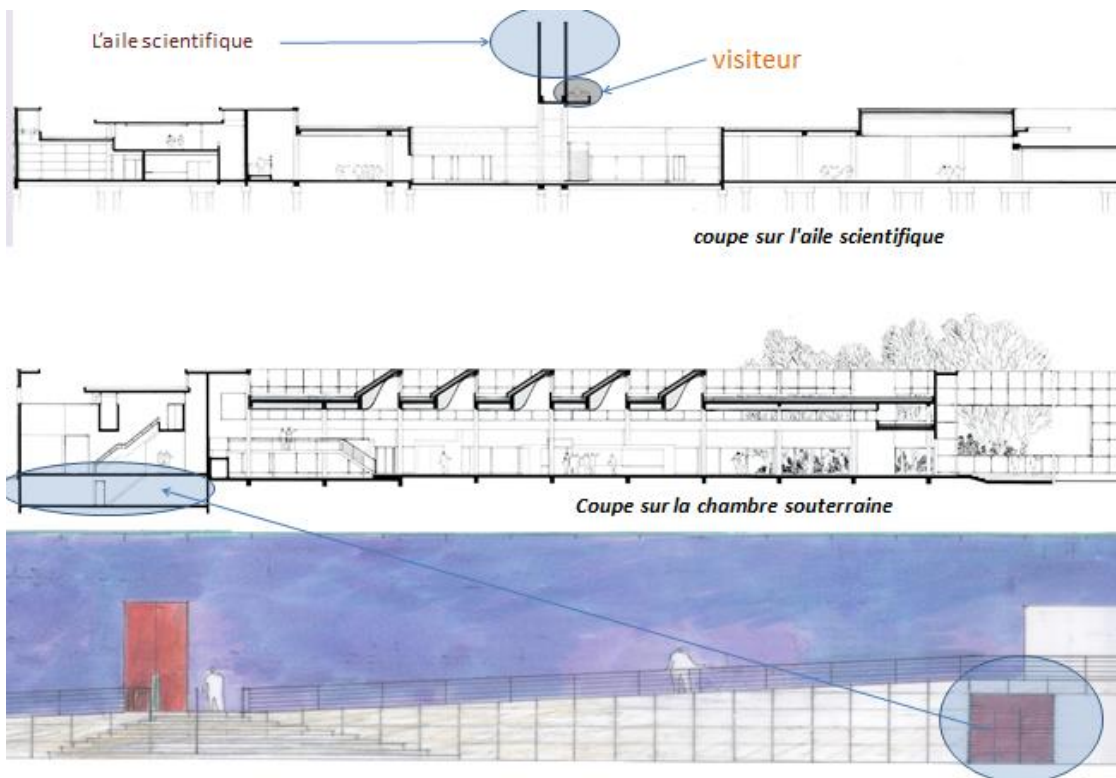 L'aile scientifique
visiteur
coupe sur l'aile scientifique
Coupe sur la chambre souterraine